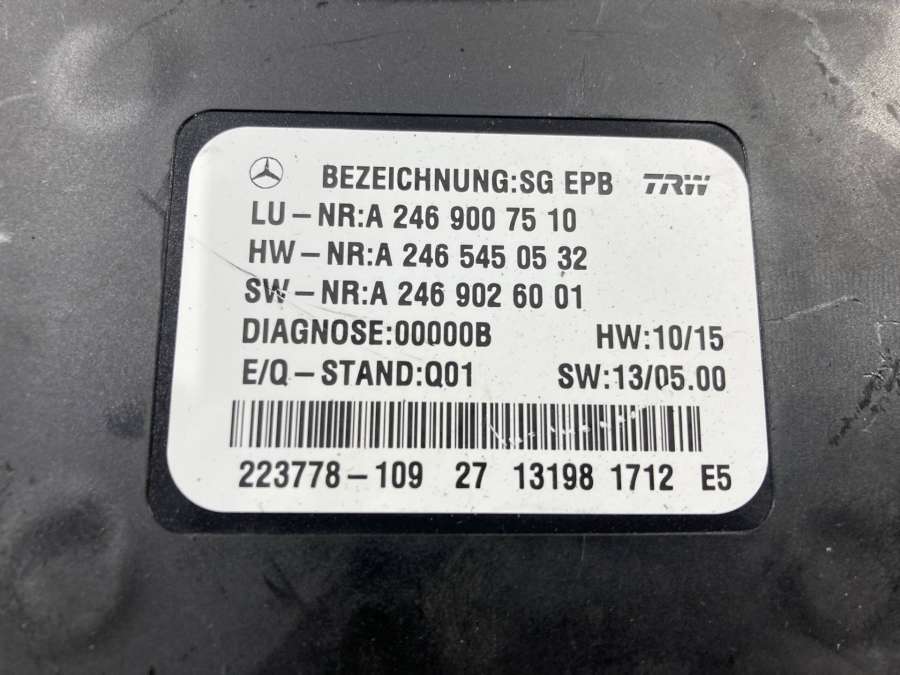 BEZEICHNUNG:SG EPB TRW
LU-NR:A 246 900 75 10
HW-NR:A 246 545 05 32
SW-NR:A 246 902 60 01
DIAGNOSE:00000B HW:10/15
E/Q-STAND:Q01 SW:13/05.00
223778-109 27 13198 1712 E5